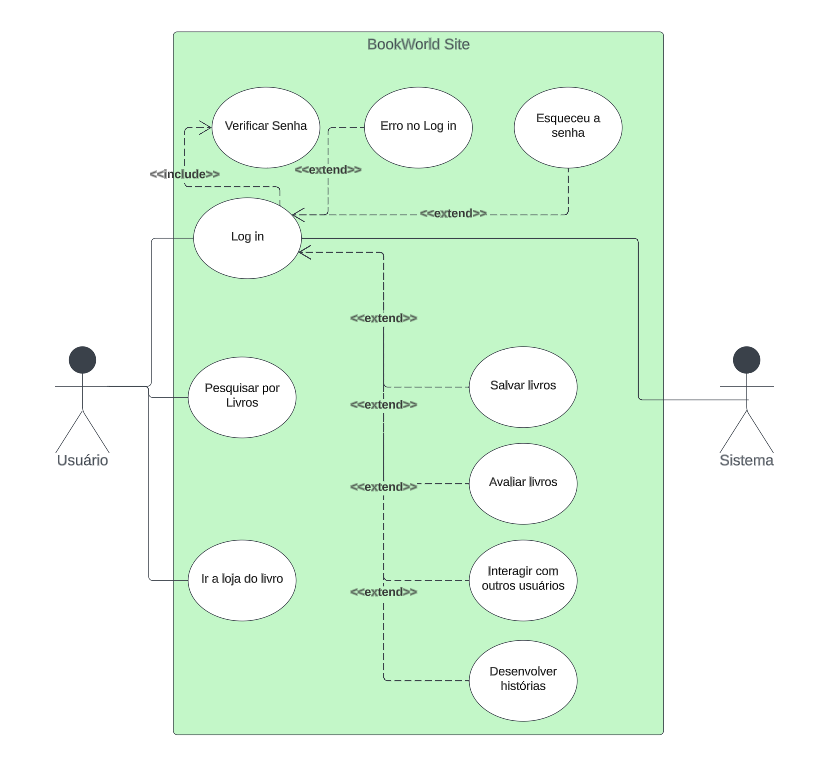 BookWorld Site
Verificar Senha
Erro no Log in
Esqueceu a
senha
<<include>>
<<extend>>
<<extend>>
Log in
<<extend>>
Pesquisar por
Livros
Salvar livros
<<extend>>
Usuário
Sistema
Avaliar livros
<<extend>>
Ir a loja do livro
Interagir com
outros usuários
<<extend>>
Desenvolver
histórias